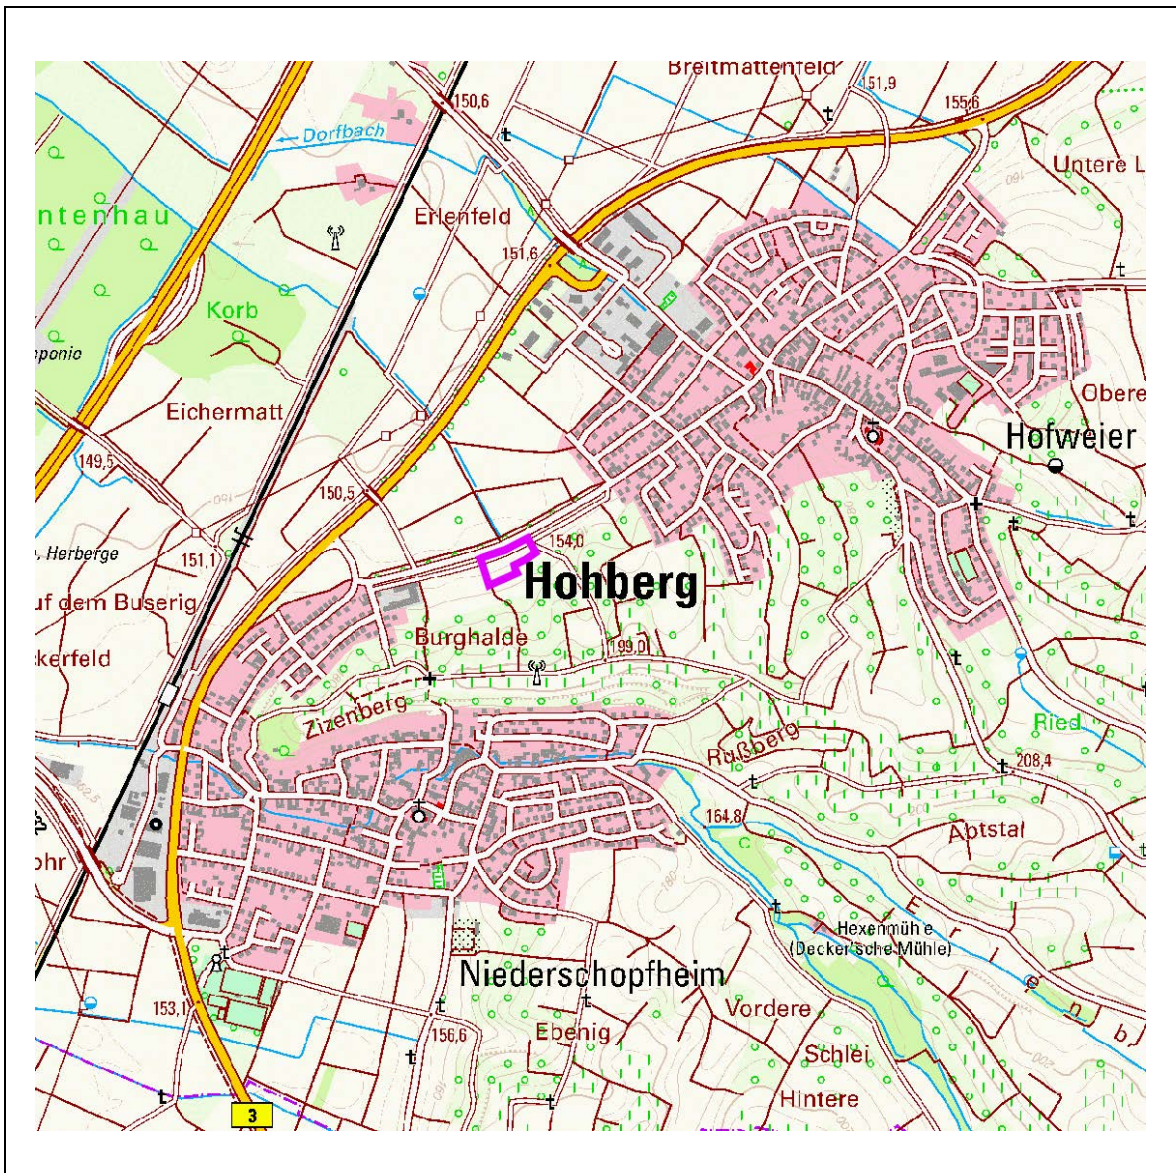 Breitmattenfeld
151,9
150,6
155,6
Dorfbach
Untere L
ntenhau
Erlenfeld
151,6
Korb
Eichermatt
Obere
Hofweier
149,5
150,5
151,1
. Herberge
154,0
Hohberg
uf dem Buserig
Burghalde
199,0
kerfeld
Zizenberg
Rußberg
Ried
208,4
154,8
Abtstal
ohr
180
Hexenmühle
(Decker'sche Mühle)
Niederschopfheim
153,1
156,6
Ebenig
Vordere
Schlei
Hintere
E r l e n b
3